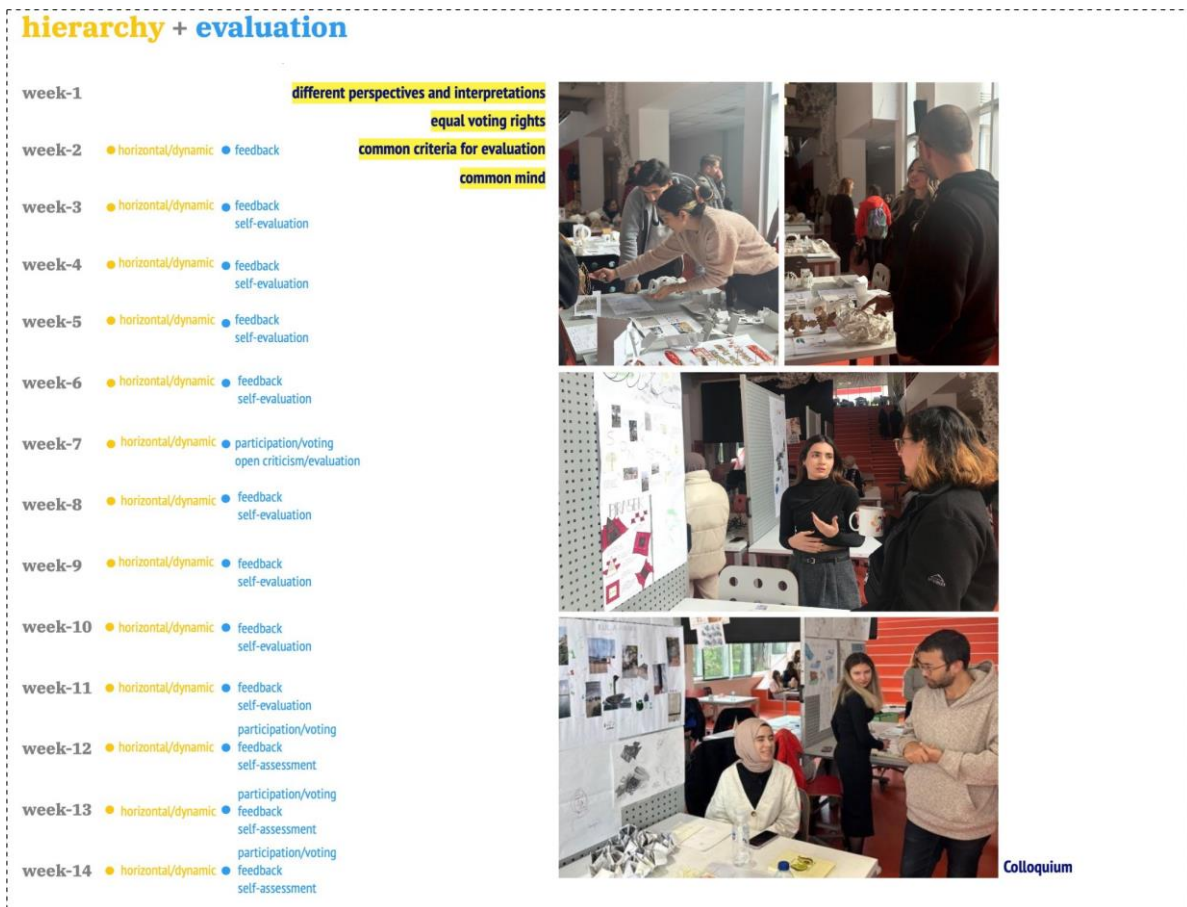 hierarchy + evaluation
week-1
different perspectives and interpretations
equal voting rights
week-2 horizontal/dynamic feedback
common criteria for evaluation
common mind
week-3 horizontal/dynamic feedback
self-evaluation
week-4 horizontal/dynamic feedback
self-evaluation
week-5 horizontal/dynamic feedback
self-evaluation
week-6 horizontal/dynamic feedback
self-evaluation
week-7 horizontal/dynamic participation/voting
open criticism/evaluation
week-8 horizontal/dynamic feedback
self-evaluation
week-9 horizontal/dynamic feedback
self-evaluation
week-10 horizontal/dynamic feedback
self-evaluation
week-11 horizontal/dynamic feedback
self-evaluation
participation/voting
week-12 horizontal/dynamic feedback
self-assessment
participation/voting
week-13 horizontal/dynamic feedback
self-assessment
participation/voting
week-14 horizontal/dynamic feedback
self-assessment
Colloquium